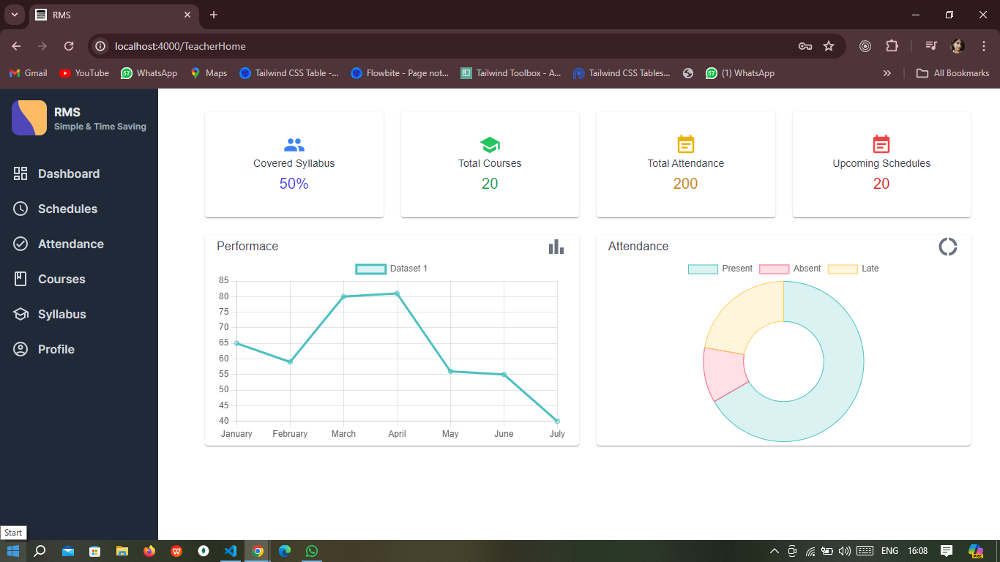 RMS
localhost:4000/TeacherHome
Gmail
YouTube
57
WhatsApp
Maps
Tailwind CSS Table -...
Flowbite - Page not...
Tailwind Toolbox - A...
Tailwind CSS Tables...
57
(1) WhatsApp
All Bookmarks
RMS
Simple & Time Saving
Dashboard
Schedules
Attendance
Courses
Syllabus
Profile
Covered Syllabus
50%
Total Courses
20
Total Attendance
200
Upcoming Schedules
20
Performace
Dataset 1
85
80
75
70
65
60
55
50
45
40
January February March April May June July
Attendance
Present Absent Late
Start
ENG
16:08
PRE